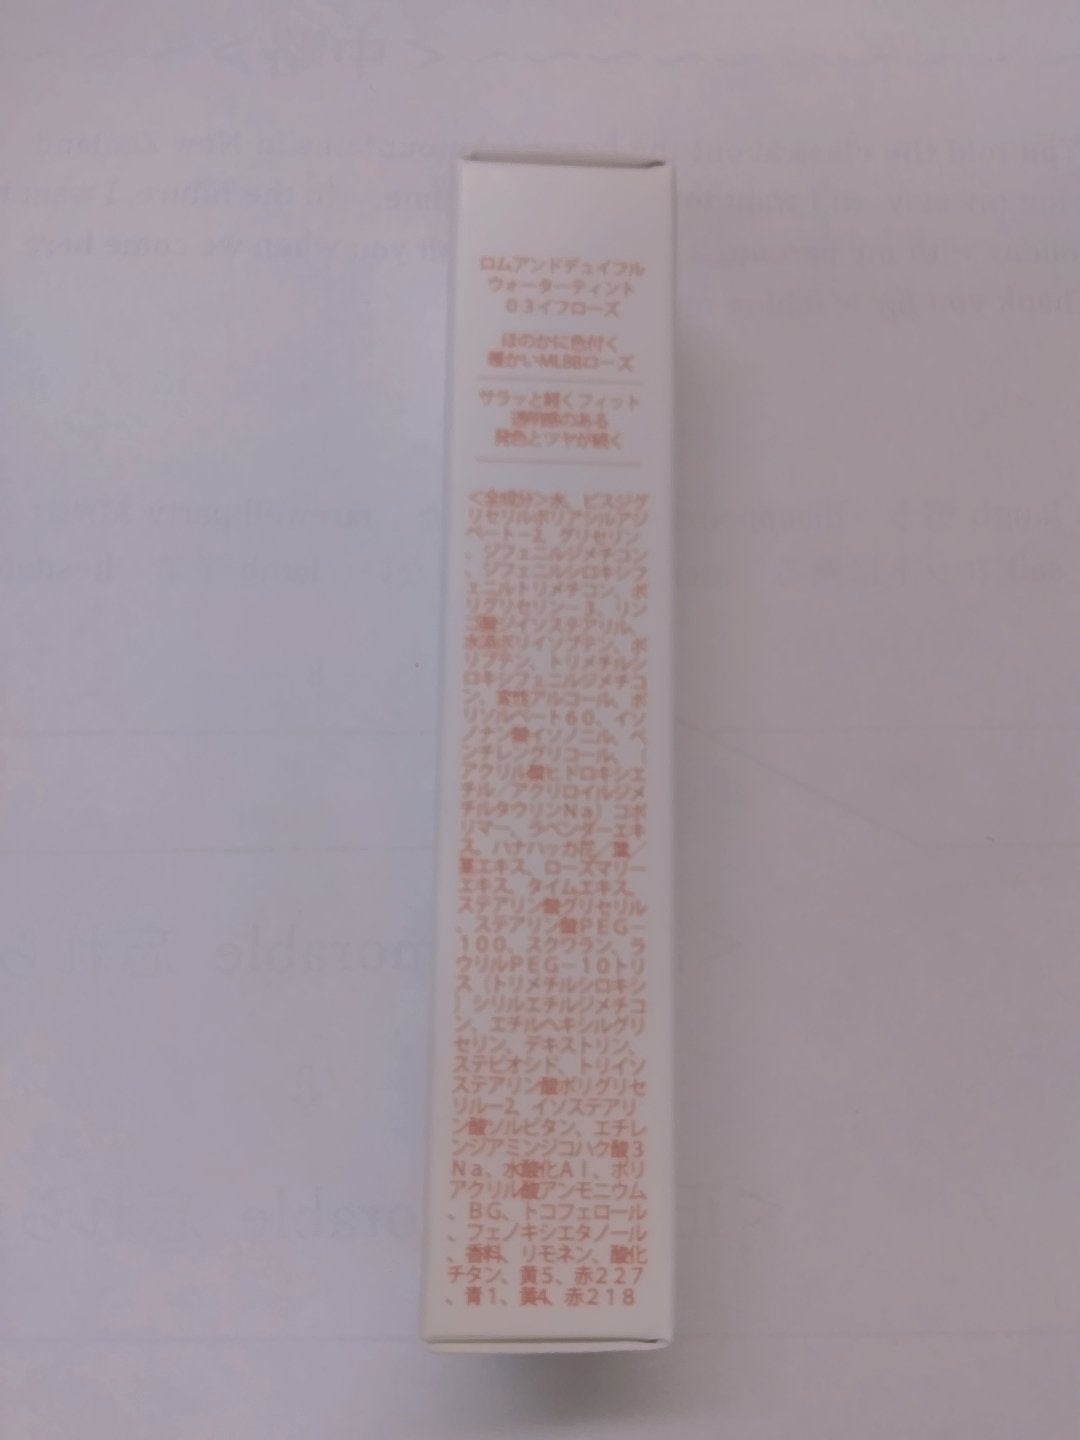 ロムアンドデュイフル
ウォーターティント
03イフローズ
ほのかに色付く
暖かいMLBBローズ
サラッと軽くフィット
透明感のある
発色とツヤが続く
<全成分>水、ビスジグ
リセリルポリアシルアジ
ペート-2、グリセリン
、ジフェニルジメチコン
、ジフェニルシロキシフ
ェニルトリメチコン、ポ
リグリセリン-3、リン
ゴ酸ジイソステアリル、
水添ポリイソブテン、ポ
リブテン、トリメチルシ
ロキシフェニルジメチコ
ン、変性アルコール、ポ
リソルベート60、イソ
ノナン酸イソノニル、ペ
ンチレングリコール、(
アクリル酸ヒドロキシエ
チル/アクリロイルジメ
チルタウリンNa)コポ
リマー、ラベンダーエキ
ス、ハナハッカ花/葉/
茎エキス、ローズマリー
エキス、タイムエキス、
ステアリン酸グリセリル
、ステアリン酸PEG-
100、スクワラン、ラ
ウリルPEG-10トリ
ス(トリメチルシロキシ
)シリルエチルジメチコ
ン、エチルヘキシルグリ
セリン、デキストリン、
ステビオシド、トリイソ
ステアリン酸ポリグリセ
リル-2、イソステアリ
ン酸ソルビタン、エチレ
ンジアミンジコハク酸3
Na、水酸化Al、ポリ
アクリル酸アンモニウム
、BG、トコフェロール
、フェノキシエタノール
、香料、リモネン、酸化
チタン、黄5、赤227
、青1、黄4、赤218